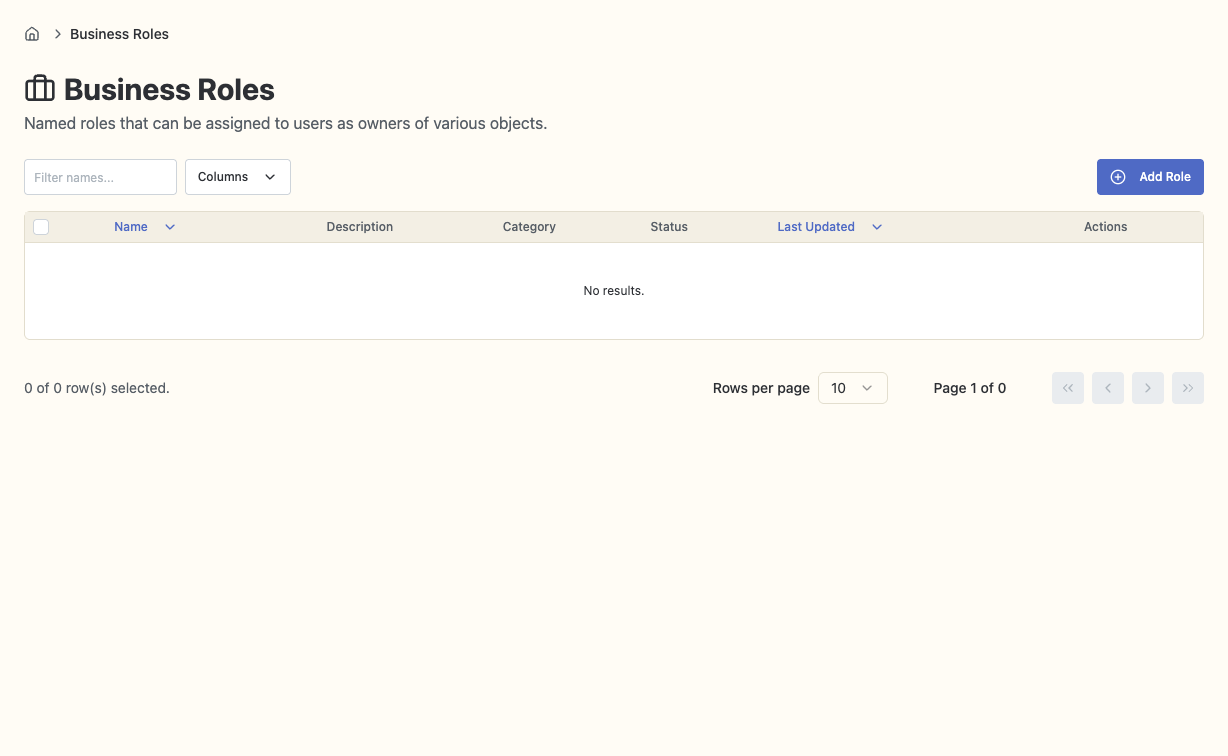 Business Roles
Business Roles
Named roles that can be assigned to users as owners of various objects.
Filter names...
Columns
Add Role
Name Description Category Status Last Updated Actions
No results.
0 of 0 row(s) selected.
Rows per page 10 Page 1 of 0